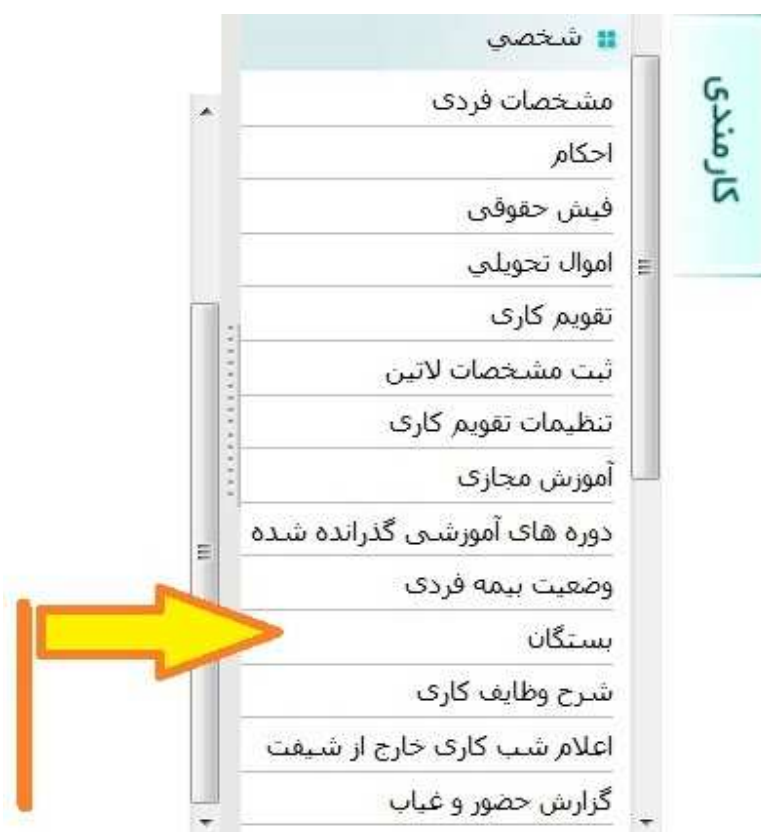 شخصي
کارمندی
مشخصات فردی
احکام
فیش حقوقی
اموال تحويلي
تقویم کاری
ثبت مشخصات لاتین
تنظیمات تقویم کاری
آموزش مجازی
دوره های آموزشی گذرانده شده
وضعیت بیمه فردی
بستگان
شرح وظایف کاری
اعلام شب کاری خارج از شیفت
گزارش حضور و غیاب